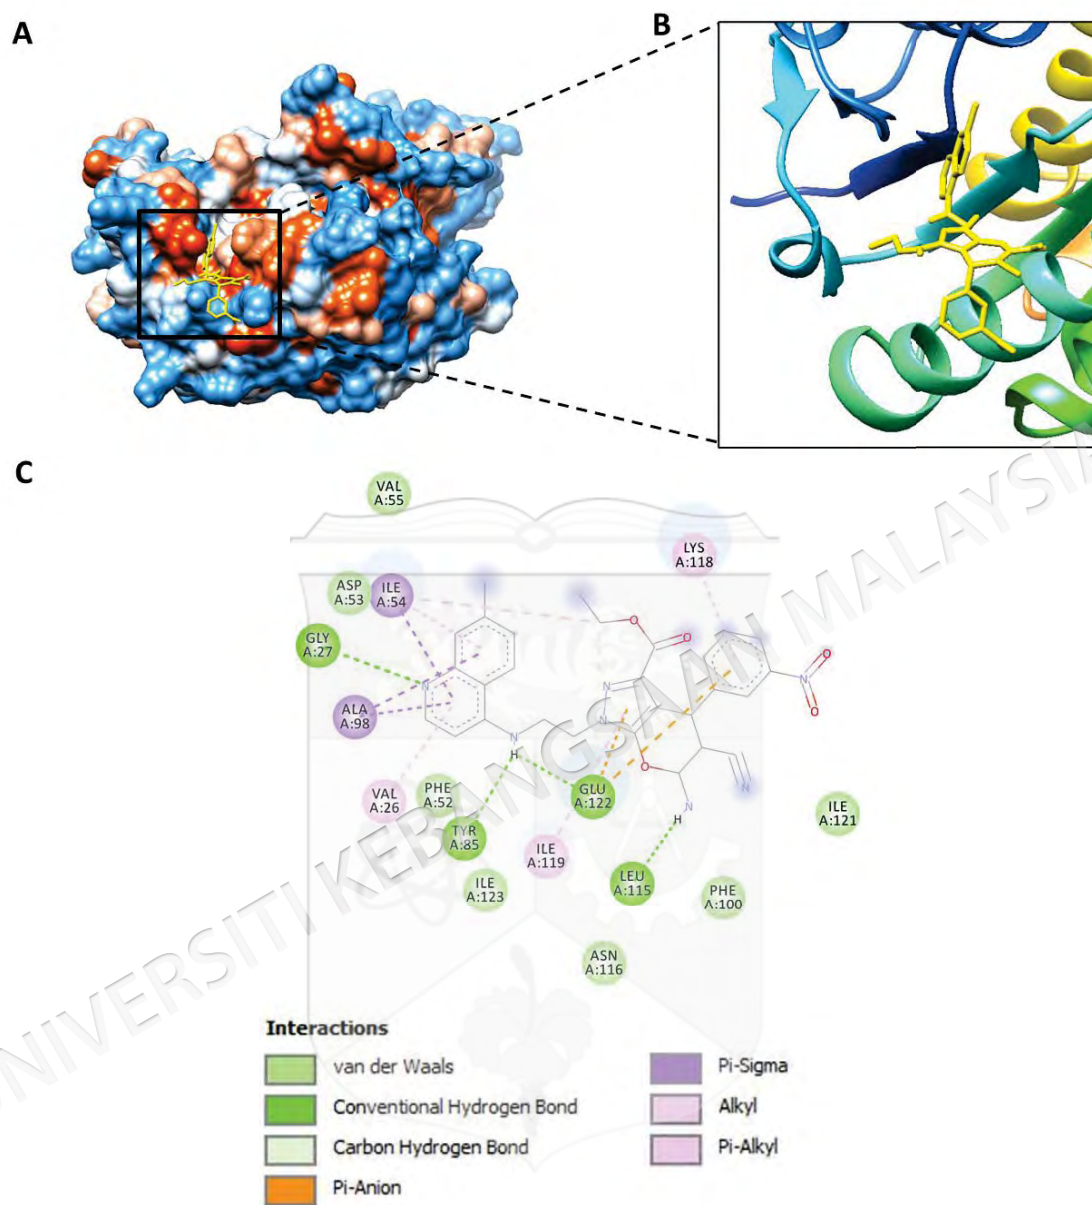 A
B
C
VAL
A:55
LYS
A:118
ASP
A:53
ILE
A:54
GLY
A:27
ALA
A:98
VAL
A:26
PHE
A:52
TYR
A:85
ILE
A:123
GLU
A:122
ILE
A:119
LEU
A:115
ILE
A:121
PHE
A:100
ASN
A:116
O
O
N
O
O
N
N
N
N
H
O
N
N
H
UNIVERSITI KEBANGSAAN MALAYSIA
Interactions
van der Waals
Conventional Hydrogen Bond
Carbon Hydrogen Bond
Pi-Anion
Pi-Sigma
Alkyl
Pi-Alkyl